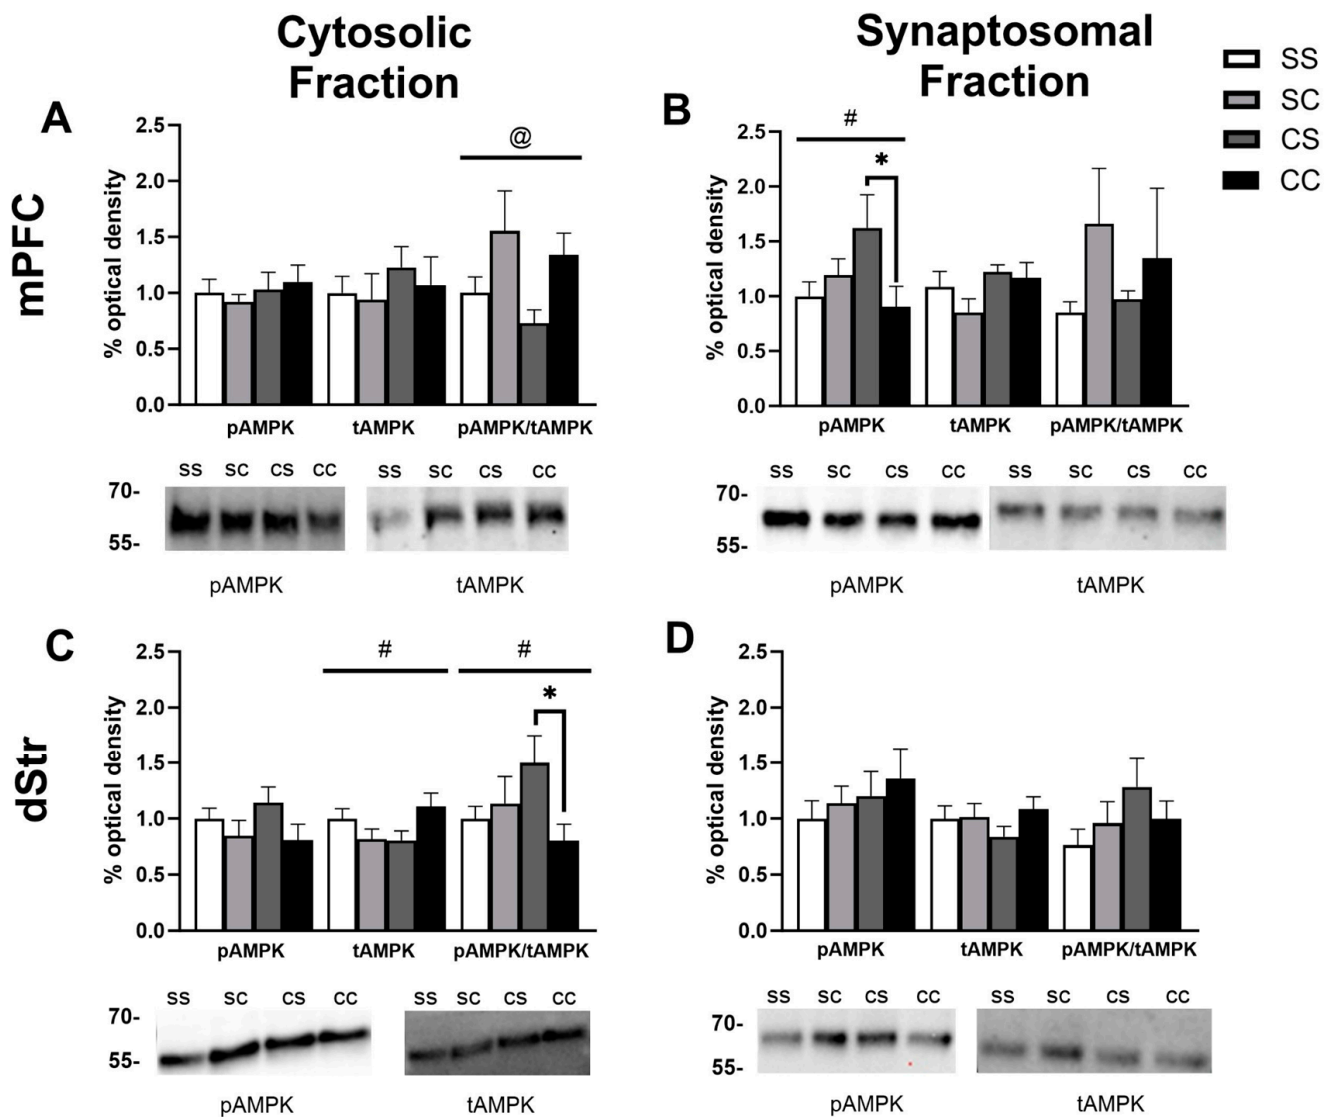 Cytosolic
Fraction
Synaptosomal
Fraction
SS
SC
CS
CC
mPFC
A
% optical density
2.5
2.0
1.5
1.0
0.5
0.0
@
pAMPK tAMPK pAMPK/tAMPK
SS SC CS CC SS SC CS CC
70-
55-
pAMPK tAMPK
B
% optical density
2.5
2.0
1.5
1.0
0.5
0.0
#
*
pAMPK tAMPK pAMPK/tAMPK
SS SC CS CC SS SC CS CC
70-
55-
pAMPK tAMPK
dStr
C
% optical density
2.5
2.0
1.5
1.0
0.5
0.0
# #
*
pAMPK tAMPK pAMPK/tAMPK
SS SC CS CC SS SC CS CC
70-
55-
pAMPK tAMPK
D
% optical density
2.5
2.0
1.5
1.0
0.5
0.0
pAMPK tAMPK pAMPK/tAMPK
SS SC CS CC SS SC CS CC
70-
55-
pAMPK tAMPK